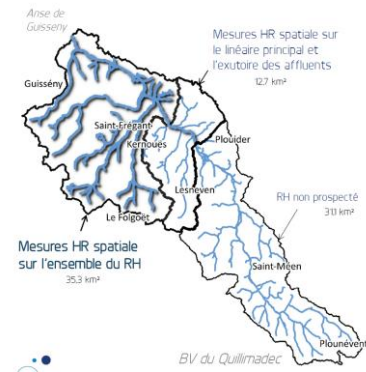 Anse de
Guisseny
Mesures HR spatiale sur
le linéaire principal et
l'exutoire des affluents
12.7 km²
Guissény
Saint-Frégant
Kernouës
Plouider
Lesneven
RH non prospecté
31.1 km²
Le Folgoët
Mesures HR spatiale
sur l'ensemble du RH
35.3 km²
Saint-Méen
Plounévent
BV du Quillimadec